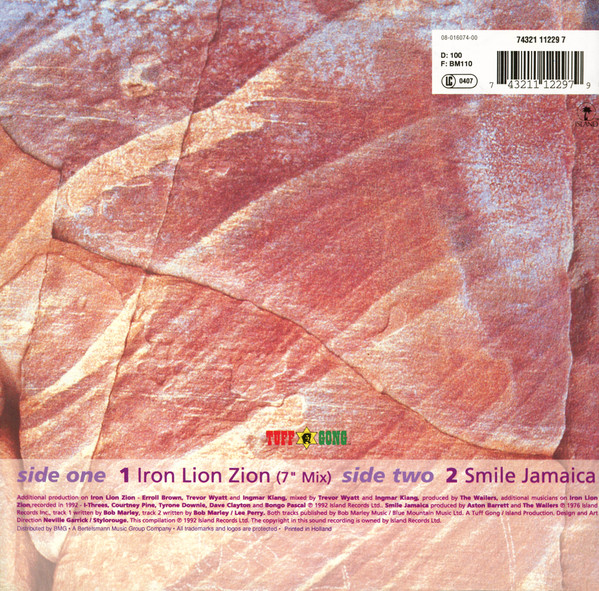 08-016074-00
74321 11229 7
D: 100
F: BM110
LC 0407
7 43211 12297 9
ISLAND
TUFF GONG
side one 1 Iron Lion Zion (7" Mix) side two 2 Smile Jamaica
Additional production on Iron Lion Zion - Erroll Brown, Trevor Wyatt and Ingmar Kiang, mixed by Trevor Wyatt and Ingmar Kiang, produced by The Wailers, additional musicians on Iron Lion
Zion,recorded in 1992 - I-Threes, Courtney Pine, Tyrone Downie, Dave Clayton and Bongo Pascal ℗ 1992 Island Records Ltd.. Smile Jamaica produced by Aston Barrett and The Wailers ℗ 1976 Island
Records Inc., track 1 written by Bob Marley, track 2 written by Bob Marley / Lee Perry. Both tracks published by Bob Marley Music / Blue Mountain Music Ltd. A Tuff Gong / Island Production. Design and Art
Direction Neville Garrick / Stylorouge. This compilation ℗ 1992 Island Records Ltd. The copyright in this sound recording is owned by Island Records Ltd.
Distributed by BMG • A Bertelsmann Music Group Company • All trademarks and logos are protected • Printed in Holland